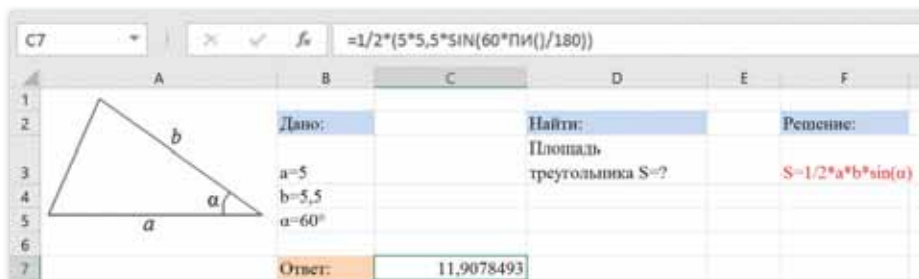 C7 fx =1/2*(5*5,5*SIN(60*ПИ()/180))
A B C D E F
1
2 Дано: Найти: Решение:
Площадь
3 a=5 треугольника S=? S=1/2*a*b*sin(α)
4 b=5,5
5 α=60°
6
7 Ответ: 11,9078493
b
α
a